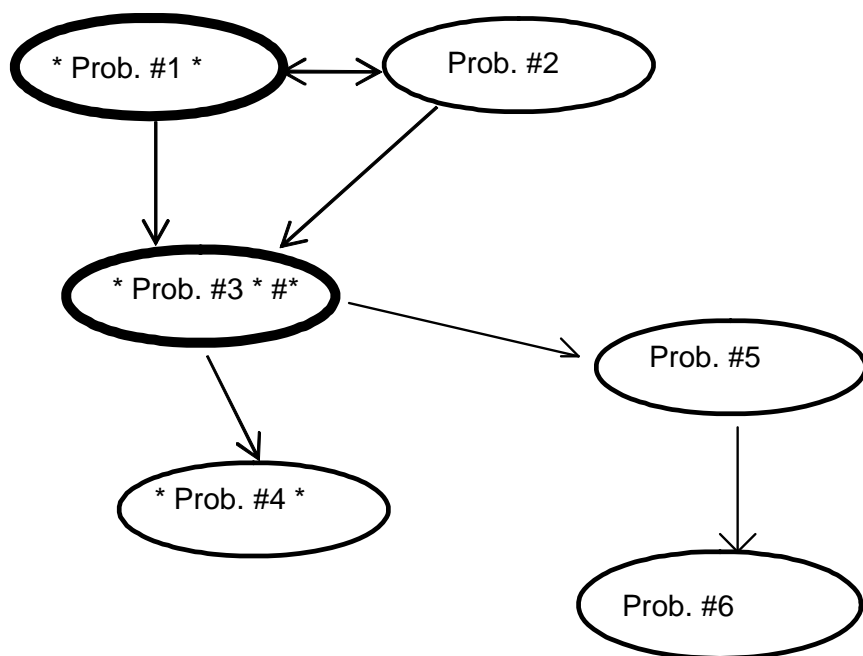 * Prob. #1 *
Prob. #2
* Prob. #3 * #*
Prob. #5
* Prob. #4 *
Prob. #6